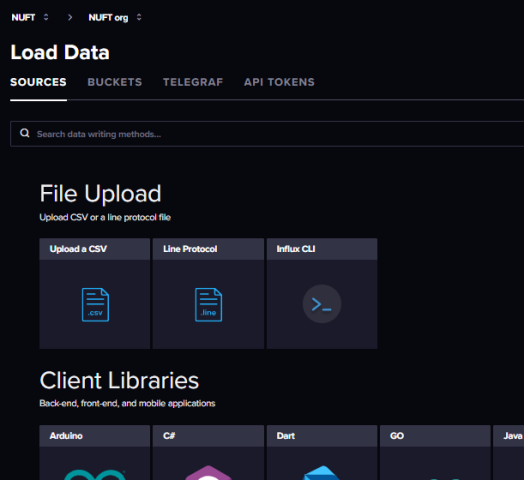 NUFT > NUFT org
Load Data
SOURCES BUCKETS TELEGRAF API TOKENS
Search data writing methods...
File Upload
Upload CSV or a line protocol file
Upload a CSV Line Protocol Influx CLI
.csv .line >_
Client Libraries
Back-end, front-end, and mobile applications
Arduino C# Dart GO Java